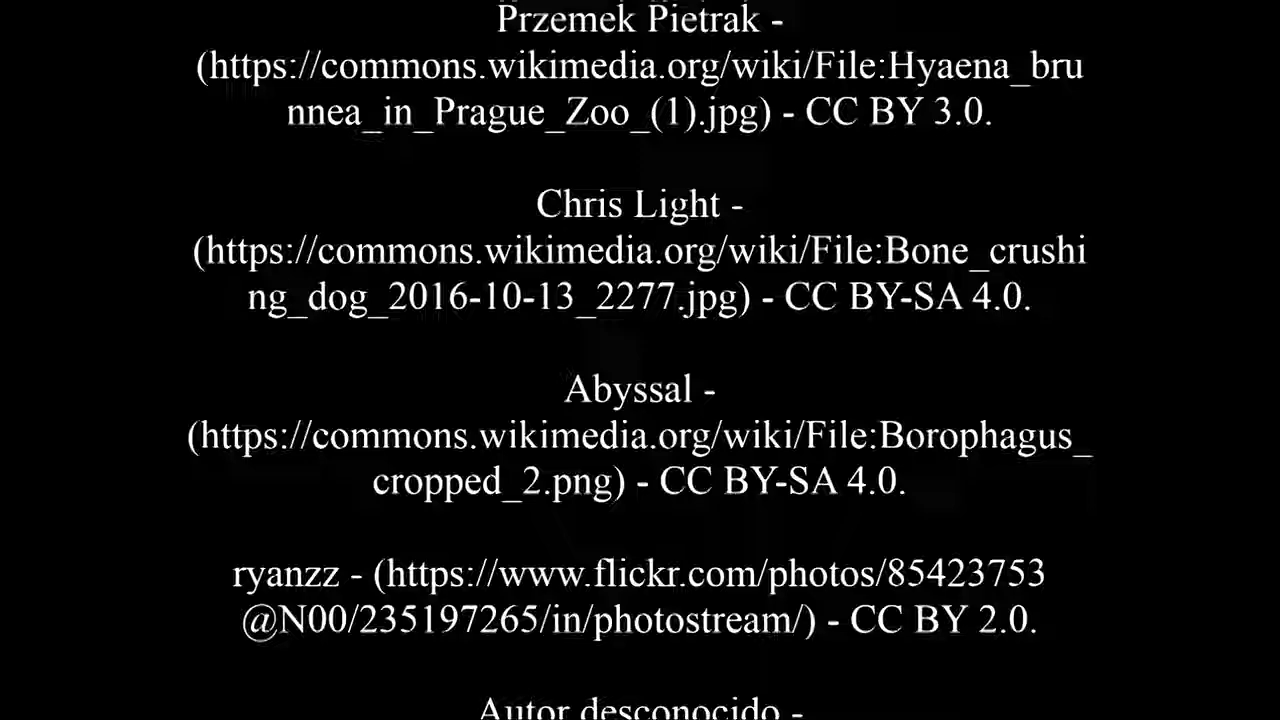 Przemek Pietrak -
(https://commons.wikimedia.org/wiki/File:Hyaena_bru
nnea_in_Prague_Zoo_(1).jpg) - CC BY 3.0.
Chris Light -
(https://commons.wikimedia.org/wiki/File:Bone_crushi
ng_dog_2016-10-13_2277.jpg) - CC BY-SA 4.0.
Abyssal -
(https://commons.wikimedia.org/wiki/File:Borophagus_
cropped_2.png) - CC BY-SA 4.0.
ryanzz - (https://www.flickr.com/photos/85423753
@N00/235197265/in/photostream/) - CC BY 2.0.
Autor desconocido -